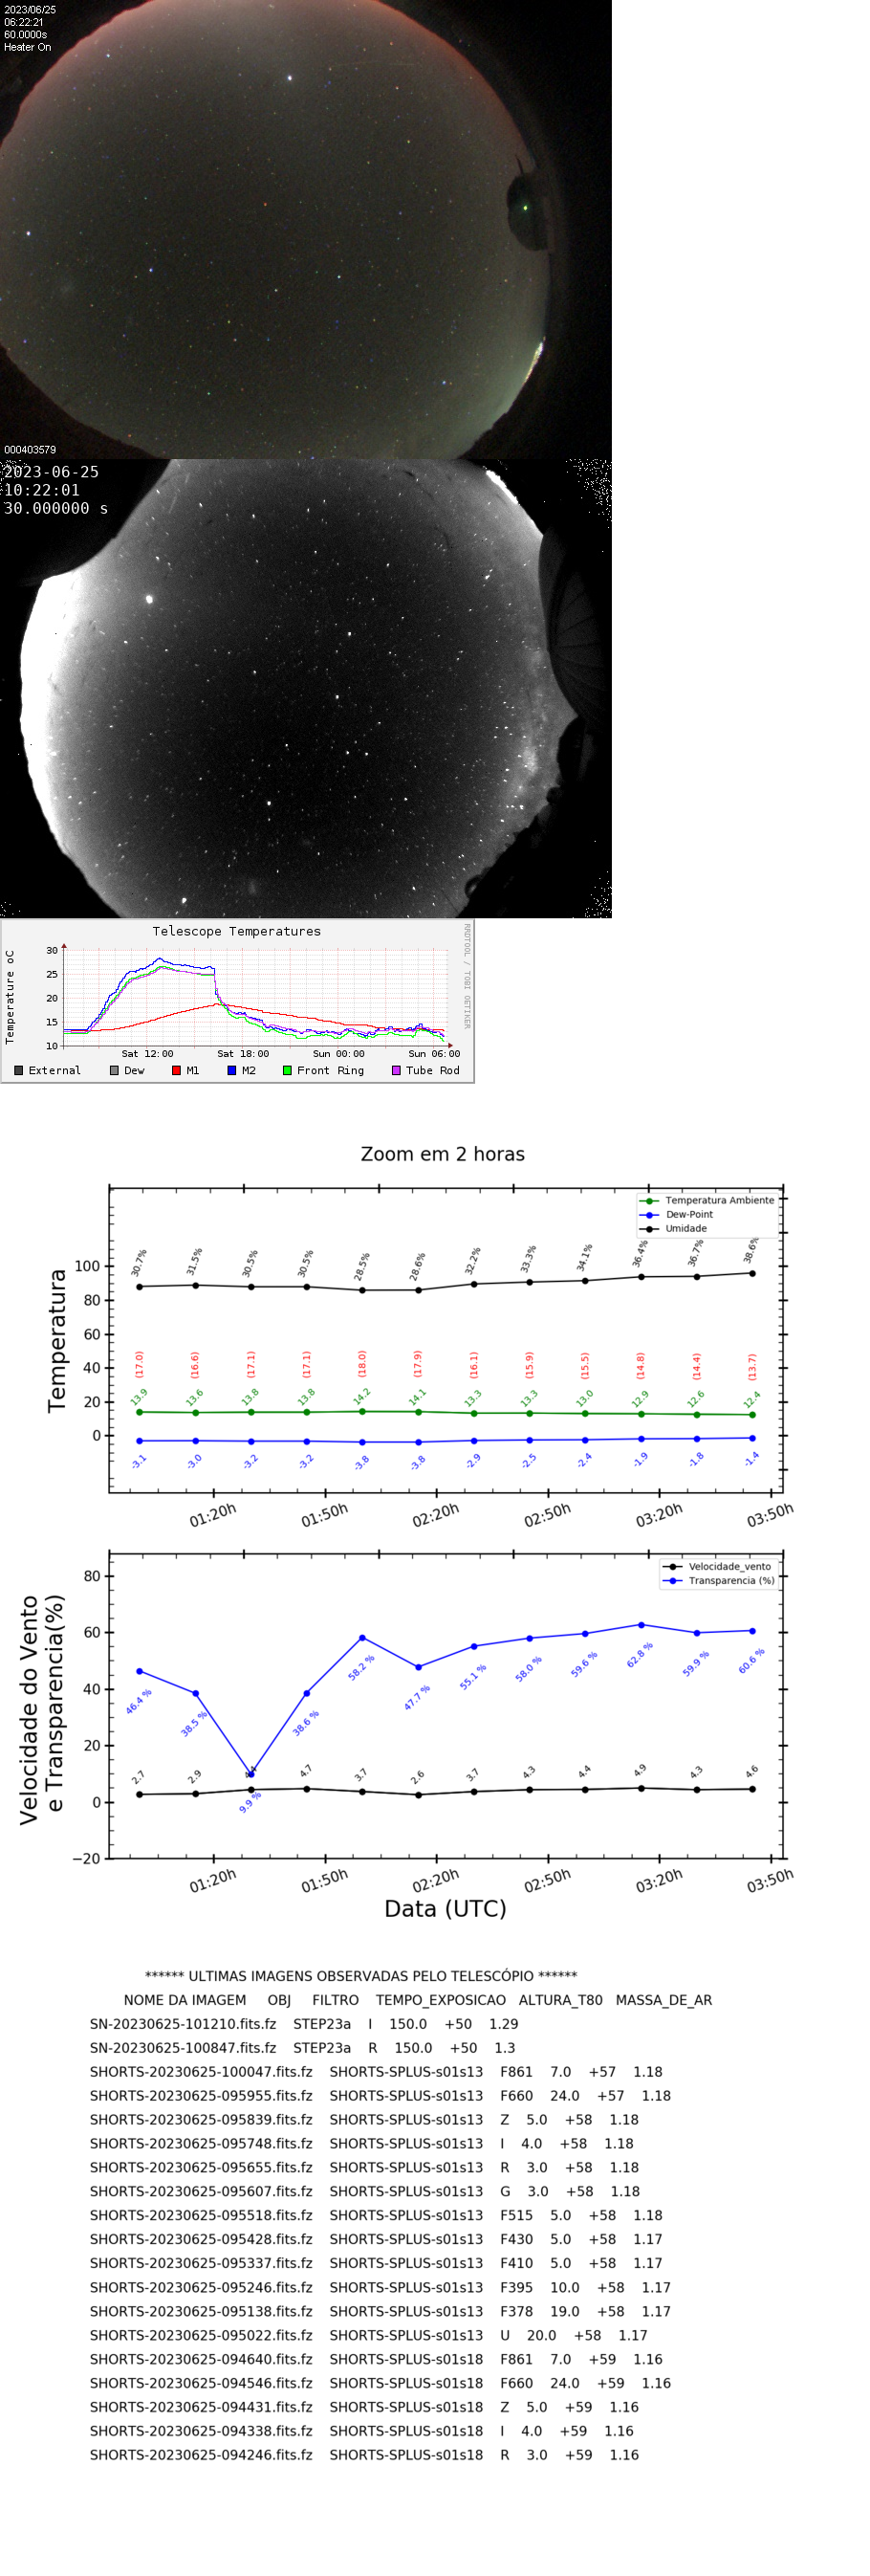 2023/06/25
06:22:21
60.0000s
Heater On
000403579
2023-06-25
10:22:01
30.000000 s
Telescope Temperatures
RRDTOOL / TOBI OETIKER
Temperature oC
30
25
20
15
10
Sat 12:00 Sat 18:00 Sun 00:00 Sun 06:00
External Dew M1 M2 Front Ring Tube Rod
Zoom em 2 horas
Temperatura Ambiente
Dew-Point
Umidade
Temperatura
100
80
60
40
20
0
30.7% 31.5% 30.5% 30.5% 28.5% 28.6% 32.2% 33.3% 34.1% 36.4% 36.7% 38.6%
(17.0) (16.6) (17.1) (17.1) (18.0) (17.9) (16.1) (15.9) (15.5) (14.8) (14.4) (13.7)
13.9 13.6 13.8 13.8 14.2 14.1 13.3 13.3 13.0 12.9 12.6 12.4
-3.1 -3.0 -3.2 -3.2 -3.8 -3.8 -2.9 -2.5 -2.4 -1.9 -1.8 -1.4
01:20h 01:50h 02:20h 02:50h 03:20h 03:50h
Velocidade_vento
Transparencia (%)
Velocidade do Vento
e Transparencia(%)
80
60
40
20
0
−20
46.4 % 38.5 % 9.9 % 38.6 % 58.2 % 47.7 % 55.1 % 58.0 % 59.6 % 62.8 % 59.9 % 60.6 %
2.7 2.9 4.4 4.7 3.7 2.6 3.7 4.3 4.4 4.9 4.3 4.6
01:20h 01:50h 02:20h 02:50h 03:20h 03:50h
Data (UTC)
****** ULTIMAS IMAGENS OBSERVADAS PELO TELESCÓPIO ******
NOME DA IMAGEM OBJ FILTRO TEMPO_EXPOSICAO ALTURA_T80 MASSA_DE_AR
SN-20230625-101210.fits.fz STEP23a I 150.0 +50 1.29
SN-20230625-100847.fits.fz STEP23a R 150.0 +50 1.3
SHORTS-20230625-100047.fits.fz SHORTS-SPLUS-s01s13 F861 7.0 +57 1.18
SHORTS-20230625-095955.fits.fz SHORTS-SPLUS-s01s13 F660 24.0 +57 1.18
SHORTS-20230625-095839.fits.fz SHORTS-SPLUS-s01s13 Z 5.0 +58 1.18
SHORTS-20230625-095748.fits.fz SHORTS-SPLUS-s01s13 I 4.0 +58 1.18
SHORTS-20230625-095655.fits.fz SHORTS-SPLUS-s01s13 R 3.0 +58 1.18
SHORTS-20230625-095607.fits.fz SHORTS-SPLUS-s01s13 G 3.0 +58 1.18
SHORTS-20230625-095518.fits.fz SHORTS-SPLUS-s01s13 F515 5.0 +58 1.18
SHORTS-20230625-095428.fits.fz SHORTS-SPLUS-s01s13 F430 5.0 +58 1.17
SHORTS-20230625-095337.fits.fz SHORTS-SPLUS-s01s13 F410 5.0 +58 1.17
SHORTS-20230625-095246.fits.fz SHORTS-SPLUS-s01s13 F395 10.0 +58 1.17
SHORTS-20230625-095138.fits.fz SHORTS-SPLUS-s01s13 F378 19.0 +58 1.17
SHORTS-20230625-095022.fits.fz SHORTS-SPLUS-s01s13 U 20.0 +58 1.17
SHORTS-20230625-094640.fits.fz SHORTS-SPLUS-s01s18 F861 7.0 +59 1.16
SHORTS-20230625-094546.fits.fz SHORTS-SPLUS-s01s18 F660 24.0 +59 1.16
SHORTS-20230625-094431.fits.fz SHORTS-SPLUS-s01s18 Z 5.0 +59 1.16
SHORTS-20230625-094338.fits.fz SHORTS-SPLUS-s01s18 I 4.0 +59 1.16
SHORTS-20230625-094246.fits.fz SHORTS-SPLUS-s01s18 R 3.0 +59 1.16